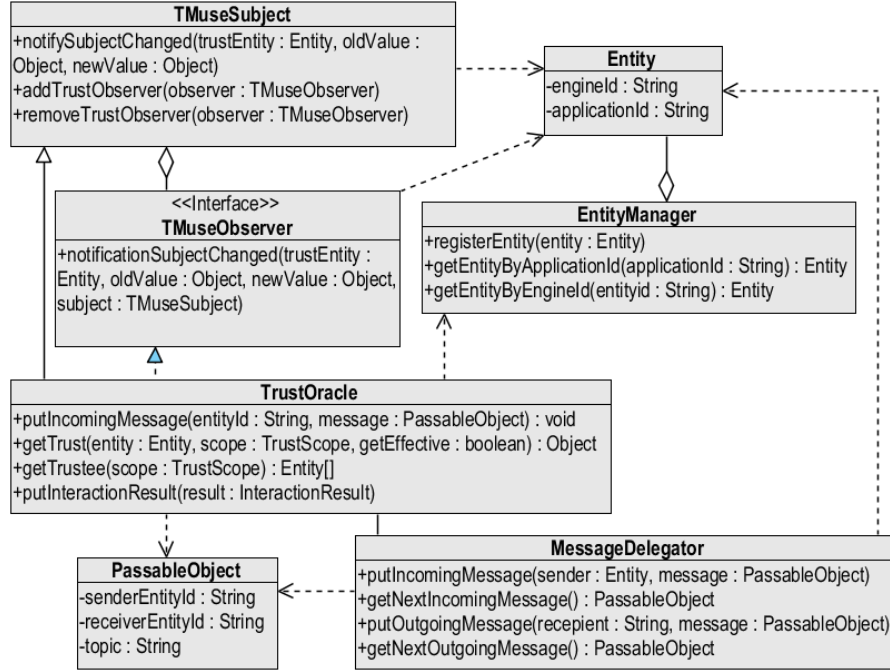 TMuseSubject
+notifySubjectChanged(trustEntity : Entity, oldValue :
Object, newValue : Object)
+addTrustObserver(observer : TMuseObserver)
+removeTrustObserver(observer : TMuseObserver)
Entity
-engineId : String
-applicationId : String
<<Interface>>
TMuseObserver
+notificationSubjectChanged(trustEntity :
Entity, oldValue : Object, newValue : Object,
subject : TMuseSubject)
EntityManager
+registerEntity(entity : Entity)
+getEntityByApplicationId(applicationId : String) : Entity
+getEntityByEngineId(entityid : String) : Entity
TrustOracle
+putIncomingMessage(entityId : String, message : PassableObject) : void
+getTrust(entity : Entity, scope : TrustScope, getEffective : boolean) : Object
+getTrustee(scope : TrustScope) : Entity[]
+putInteractionResult(result : InteractionResult)
PassableObject
-senderEntityId : String
-receiverEntityId : String
-topic : String
MessageDelegator
+putIncomingMessage(sender : Entity, message : PassableObject)
+getNextIncomingMessage() : PassableObject
+putOutgoingMessage(recepient : String, message : PassableObject)
+getNextOutgoingMessage() : PassableObject